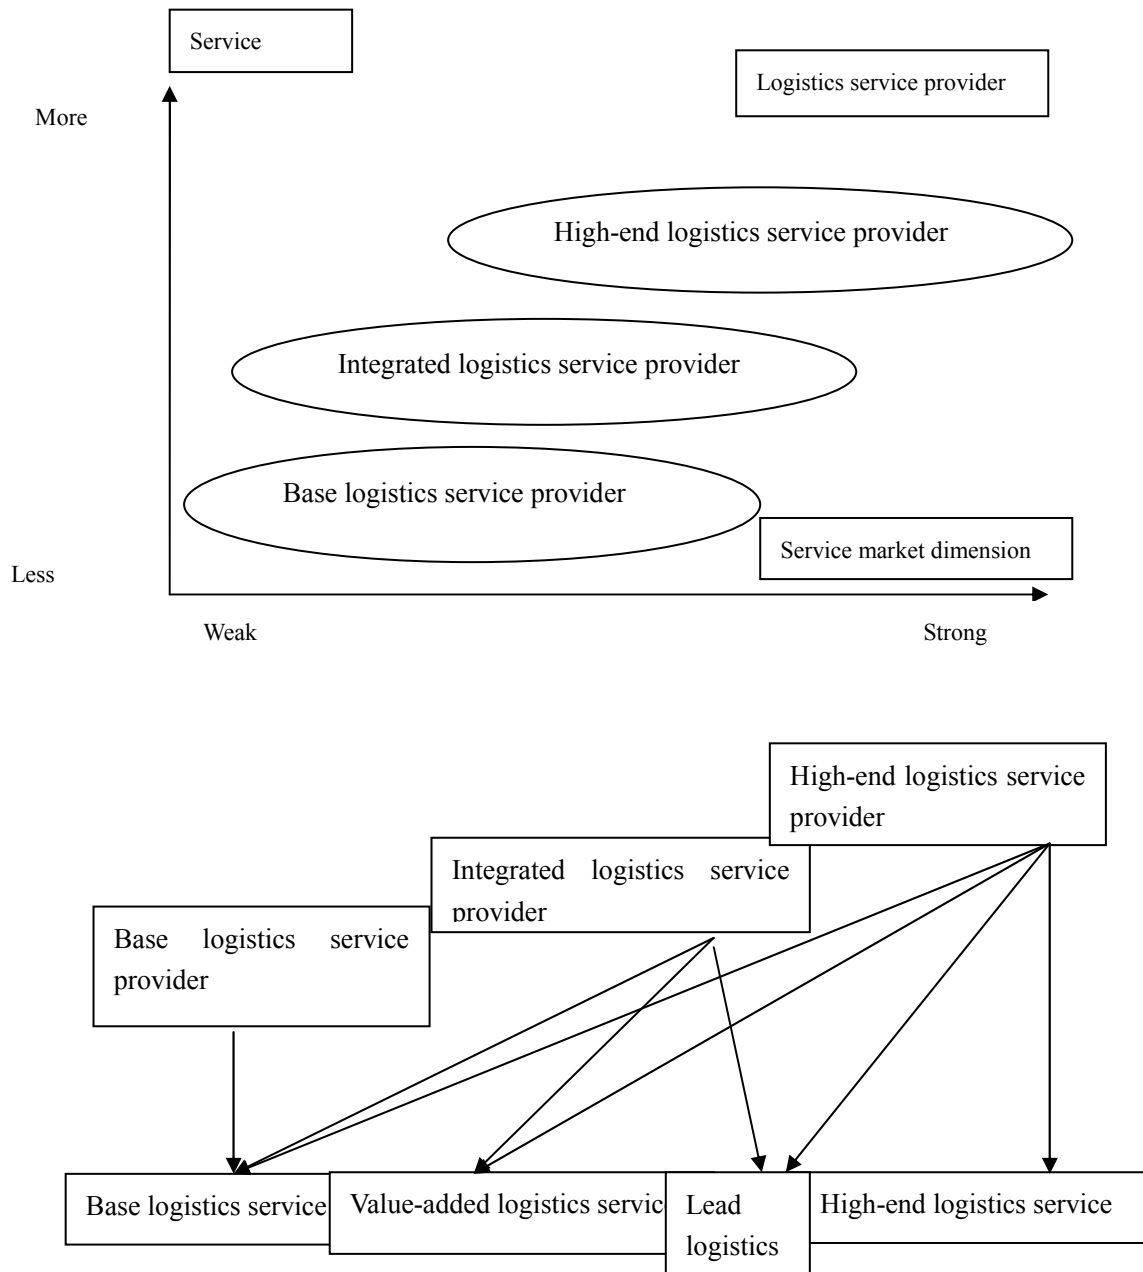 Service
Logistics service provider
More
High-end logistics service provider
Integrated logistics service provider
Base logistics service provider
Service market dimension
Less
Weak
Strong
High-end logistics service
provider
Integrated logistics service
provider
Base logistics service
provider
Base logistics service
Value-added logistics servic
Lead
logistics
High-end logistics service